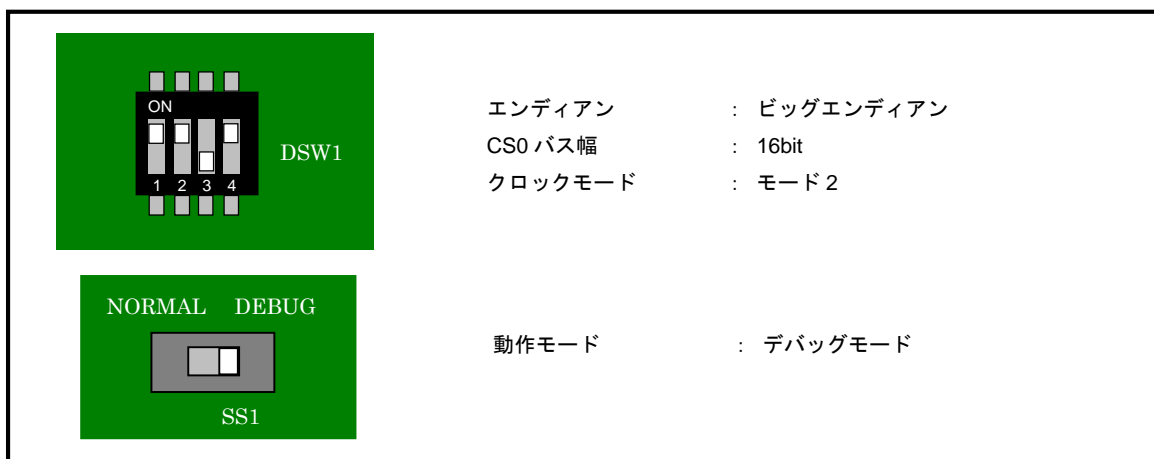 ON
1 2 3 4
DSW1
エンディアン : ビッグエンディアン
CS0 バス幅 : 16bit
クロックモード : モード 2
NORMAL DEBUG
SS1
動作モード : デバッグモード